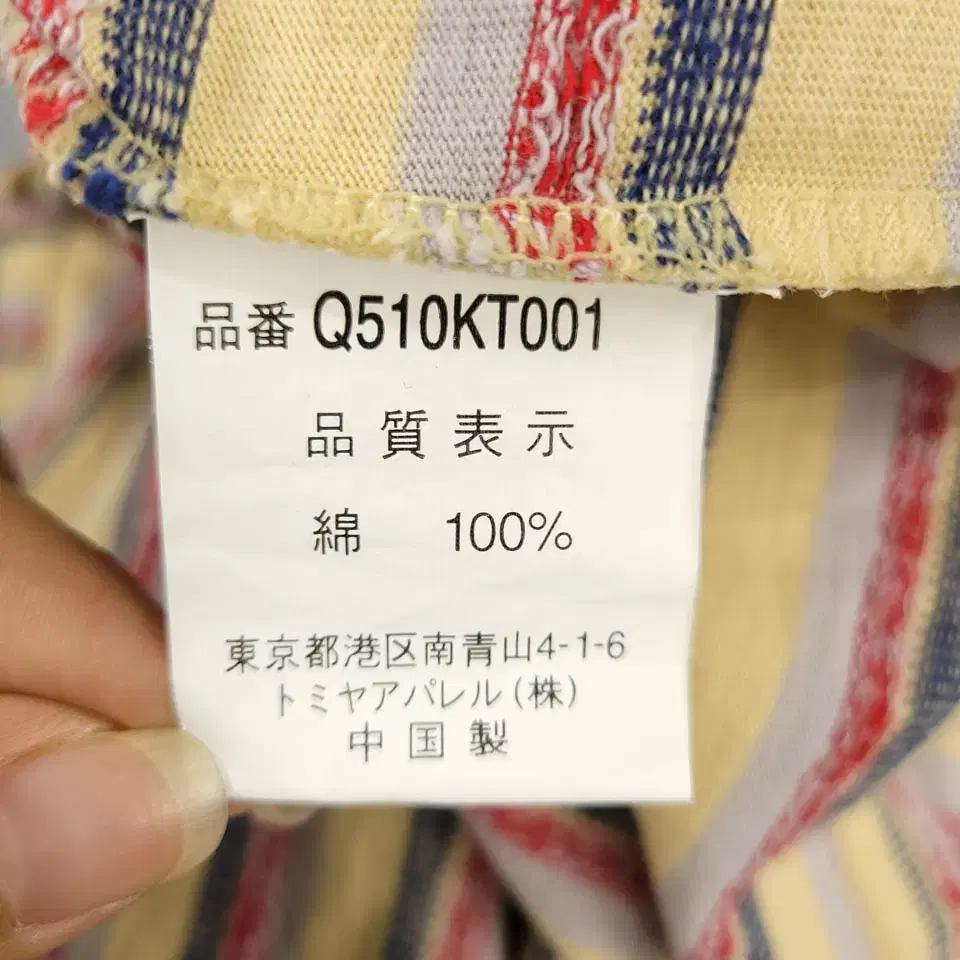 品番 Q510KT001
品質表示
綿 100%
東京都港区南青山4-1-6
トミヤアパレル(株)
中国製